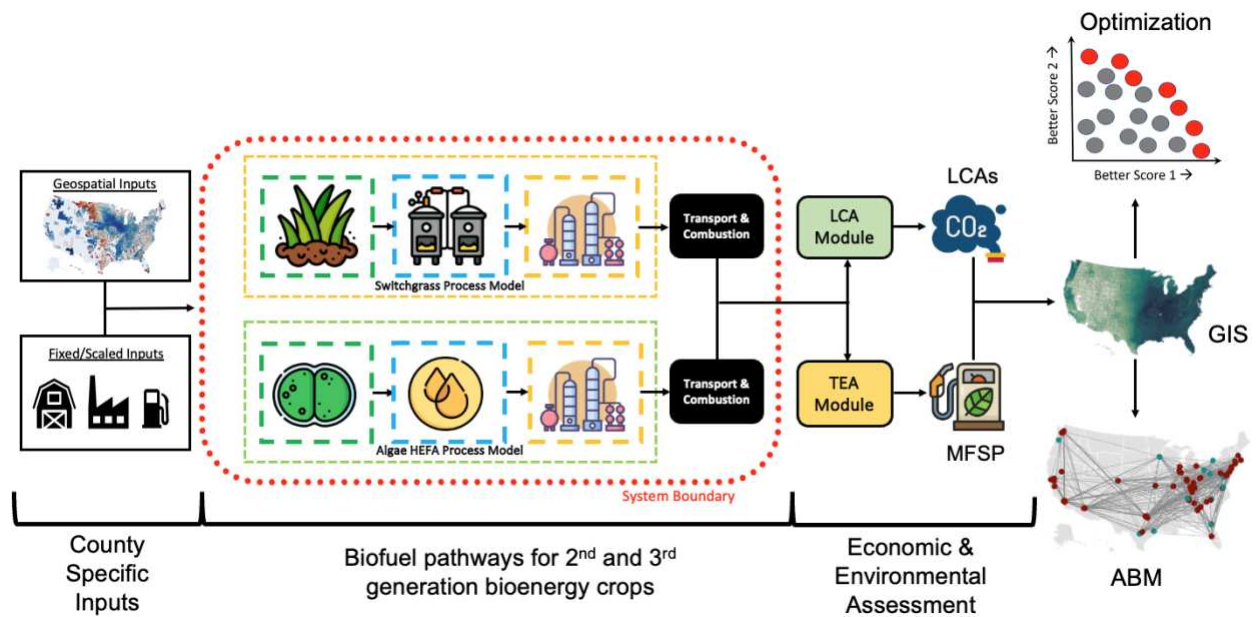 Optimization
Better Score 2 →
Better Score 1 →
Geospatial Inputs
Fixed/Scaled Inputs
Switchgrass Process Model
Transport &
Combustion
Algae HEFA Process Model
Transport &
Combustion
System Boundary
LCA
Module
TEA
Module
LCAs
CO₂
MFSP
GIS
ABM
County
Specific
Inputs
Biofuel pathways for 2nd and 3rd
generation bioenergy crops
Economic &
Environmental
Assessment